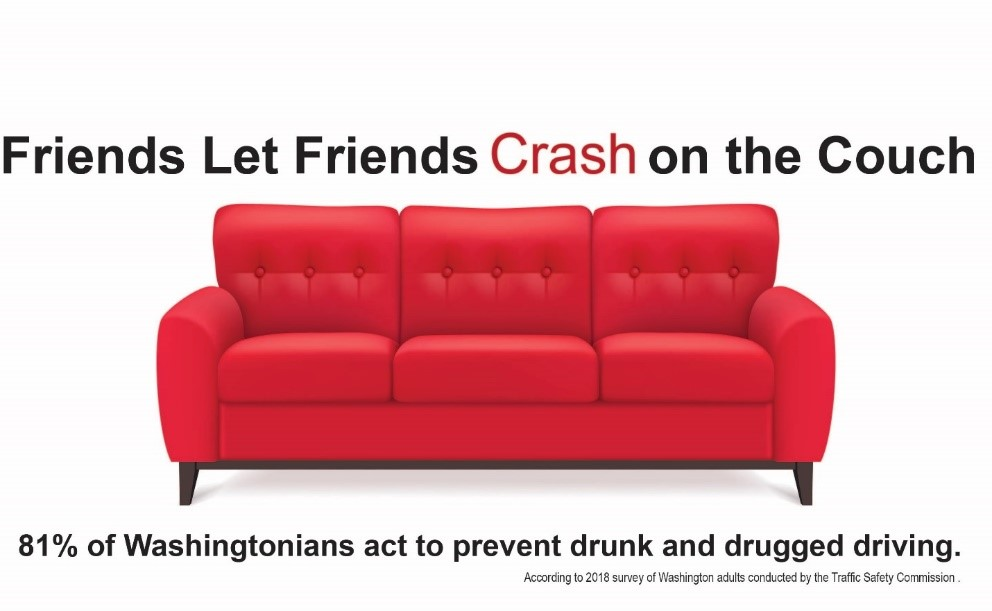 Friends Let Friends Crash on the Couch
81% of Washingtonians act to prevent drunk and drugged driving.
According to 2018 survey of Washington adults conducted by the Traffic Safety Commission .